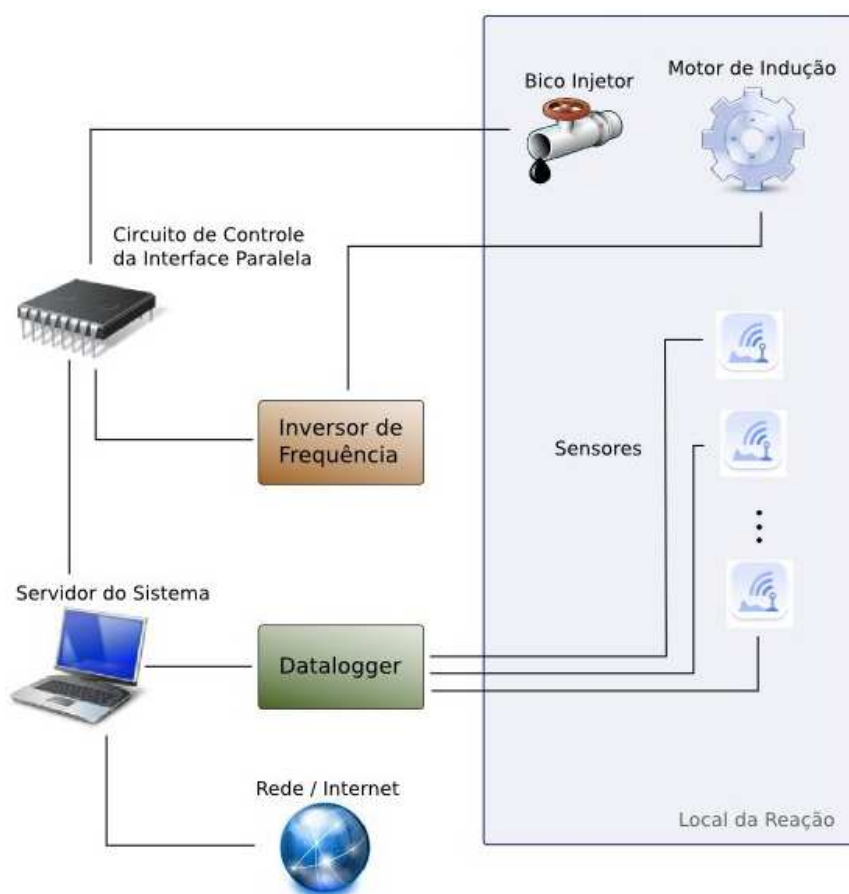 Bico Injetor
Motor de Indução
Circuito de Controle
da Interface Paralela
Inversor de
Frequência
Sensores
Servidor do Sistema
Datalogger
Rede / Internet
Local da Reação